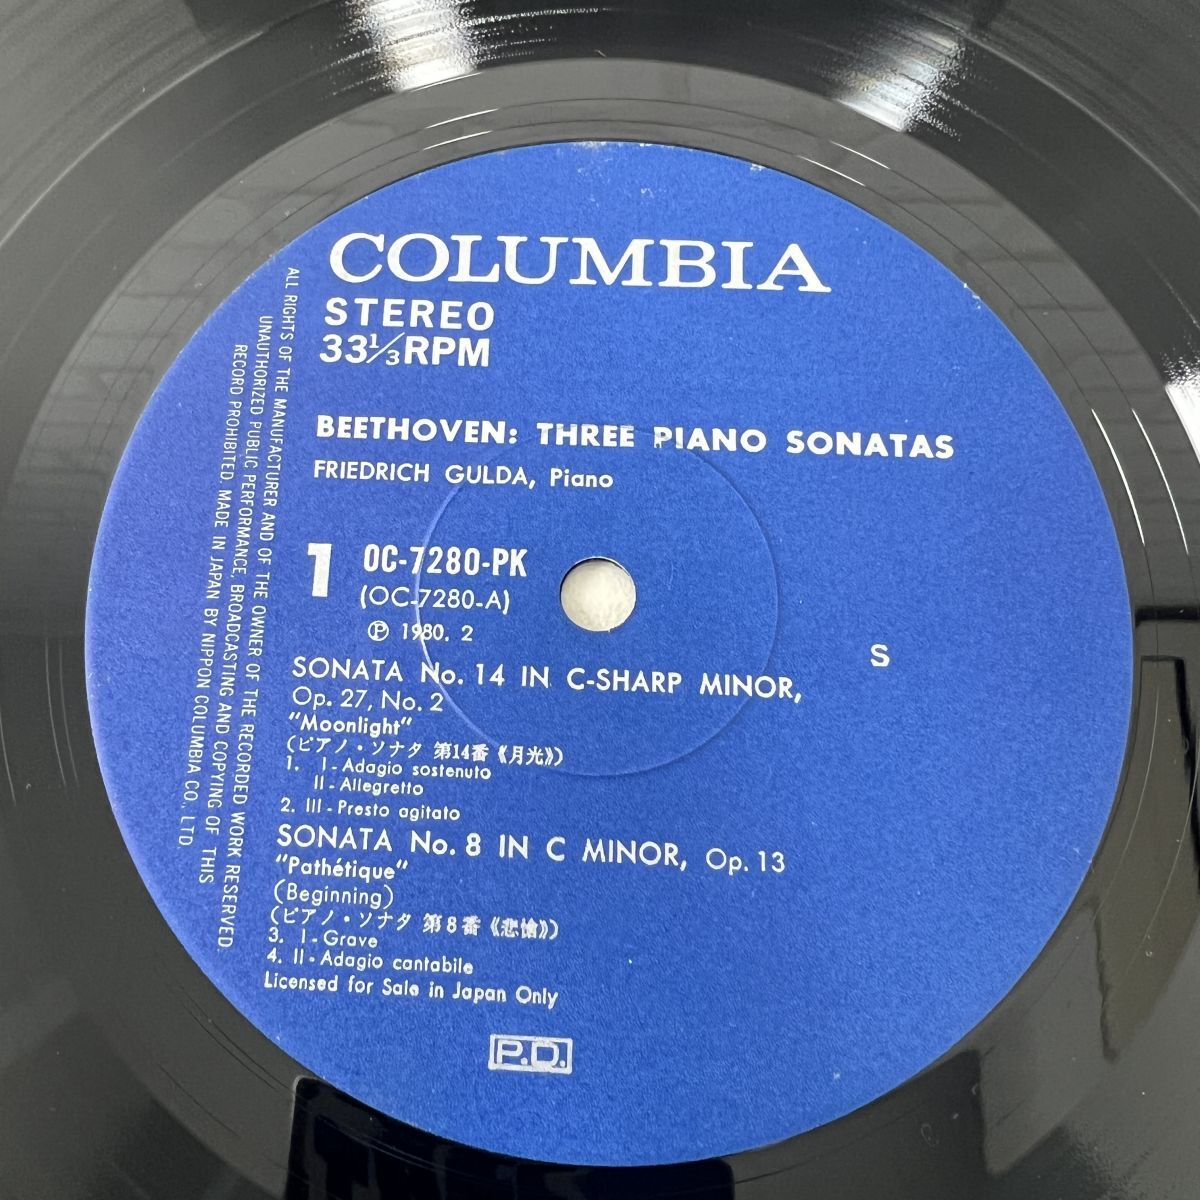 COLUMBIA
STEREO
33⅓RPM
BEETHOVEN: THREE PIANO SONATAS
FRIEDRICH GULDA, Piano
1 OC-7280-PK
(OC-7280-A)
Ⓟ 1980. 2
S
SONATA No. 14 IN C-SHARP MINOR,
Op. 27, No. 2
"Moonlight"
(ピアノ・ソナタ 第14番《月光》)
1. I - Adagio sostenuto
II - Allegretto
2. III - Presto agitato
SONATA No. 8 IN C MINOR, Op. 13
"Pathétique"
(Beginning)
(ピアノ・ソナタ 第8番《悲愴》)
3. I - Grave
4. II - Adagio cantabile
Licensed for Sale in Japan Only
P.D.
ALL RIGHTS OF THE MANUFACTURER AND OF THE OWNER OF THE RECORDED WORK RESERVED.
UNAUTHORIZED PUBLIC PERFORMANCE, BROADCASTING AND COPYING OF THIS
RECORD PROHIBITED. MADE IN JAPAN BY NIPPON COLUMBIA CO., LTD.